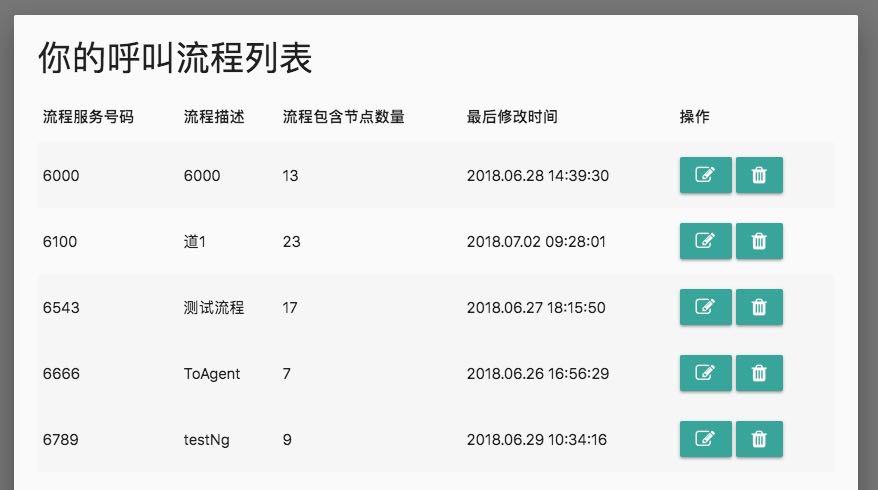 你的呼叫流程列表
流程服务号码 流程描述 流程包含节点数量 最后修改时间 操作
6000 6000 13 2018.06.28 14:39:30
6100 道1 23 2018.07.02 09:28:01
6543 测试流程 17 2018.06.27 18:15:50
6666 ToAgent 7 2018.06.26 16:56:29
6789 testNg 9 2018.06.29 10:34:16